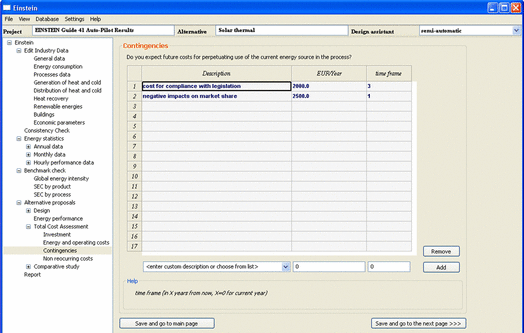 Einstein
File View Database Settings Help
Project EINSTEIN Guide 41 Auto-Pilot Results Alternative Solar thermal Design assistant semi-automatic
Einstein
Edit Industry Data
General data
Energy consumption
Processes data
Generation of heat and cold
Distribution of heat and cold
Heat recovery
Renewable energies
Buildings
Economic parameters
Consistency Check
Energy statistics
Annual data
Monthly data
Hourly performance data
Benchmark check
Global energy intensity
SEC by product
SEC by process
Alternative proposals
Design
Energy performance
Total Cost Assessment
Investment
Energy and operating costs
Contingencies
Non reocurring costs
Comparative study
Report
Contingencies
Do you expect future costs for perpetuating use of the current energy source in the process?
Description EUR/Year time frame
1 cost for compliance with legislation 2000.0 3
2 negative impacts on market share 2500.0 1
3
4
5
6
7
8
9
10
11
12
13
14
15
16
17
Remove
<enter custom description or choose from list> 0 0 Add
Help
time frame (in X years from now, X=0 for current year)
Save and go to main page Save and go to the next page >>>